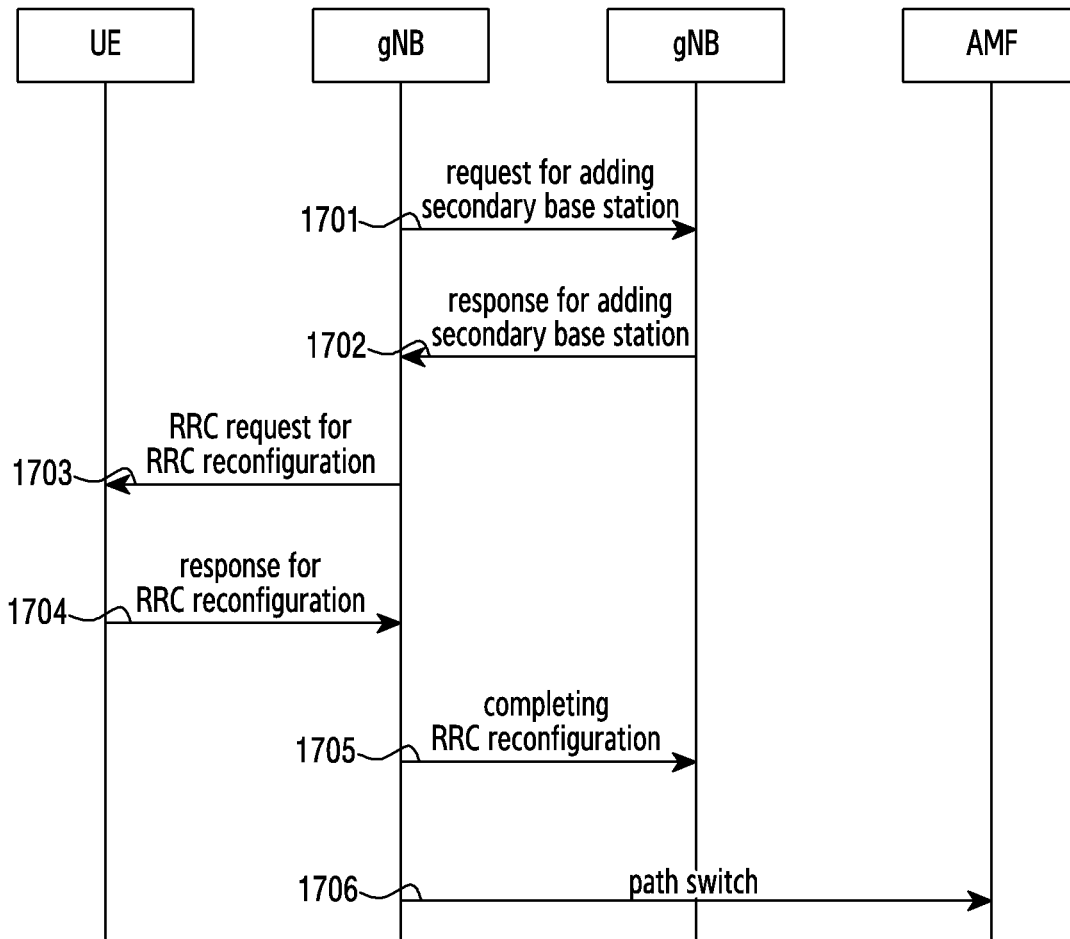 UE
gNB
gNB
AMF
request for adding
secondary base station
1701
response for adding
secondary base station
1702
RRC request for
RRC reconfiguration
1703
response for
RRC reconfiguration
1704
completing
RRC reconfiguration
1705
path switch
1706